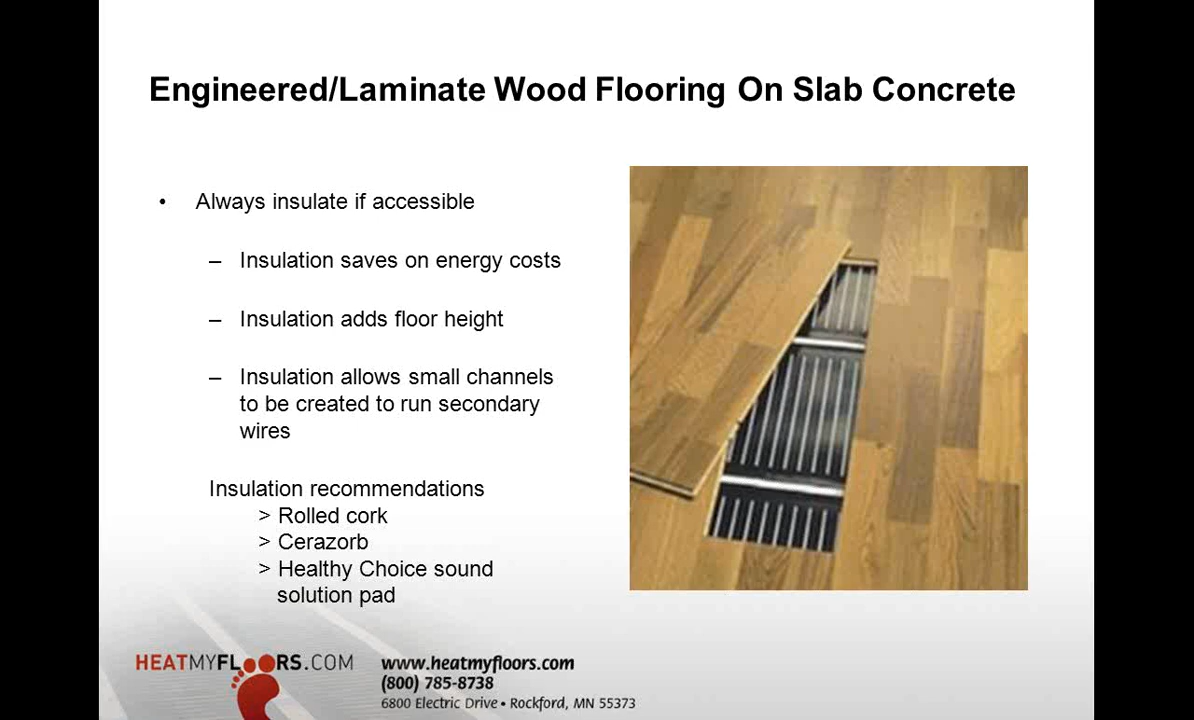 Engineered/Laminate Wood Flooring On Slab Concrete
• Always insulate if accessible
– Insulation saves on energy costs
– Insulation adds floor height
– Insulation allows small channels
to be created to run secondary
wires
Insulation recommendations
> Rolled cork
> Cerazorb
> Healthy Choice sound
solution pad
HEATMYFLOORS.COM
www.heatmyfloors.com
(800) 785-8738
6800 Electric Drive • Rockford, MN 55373